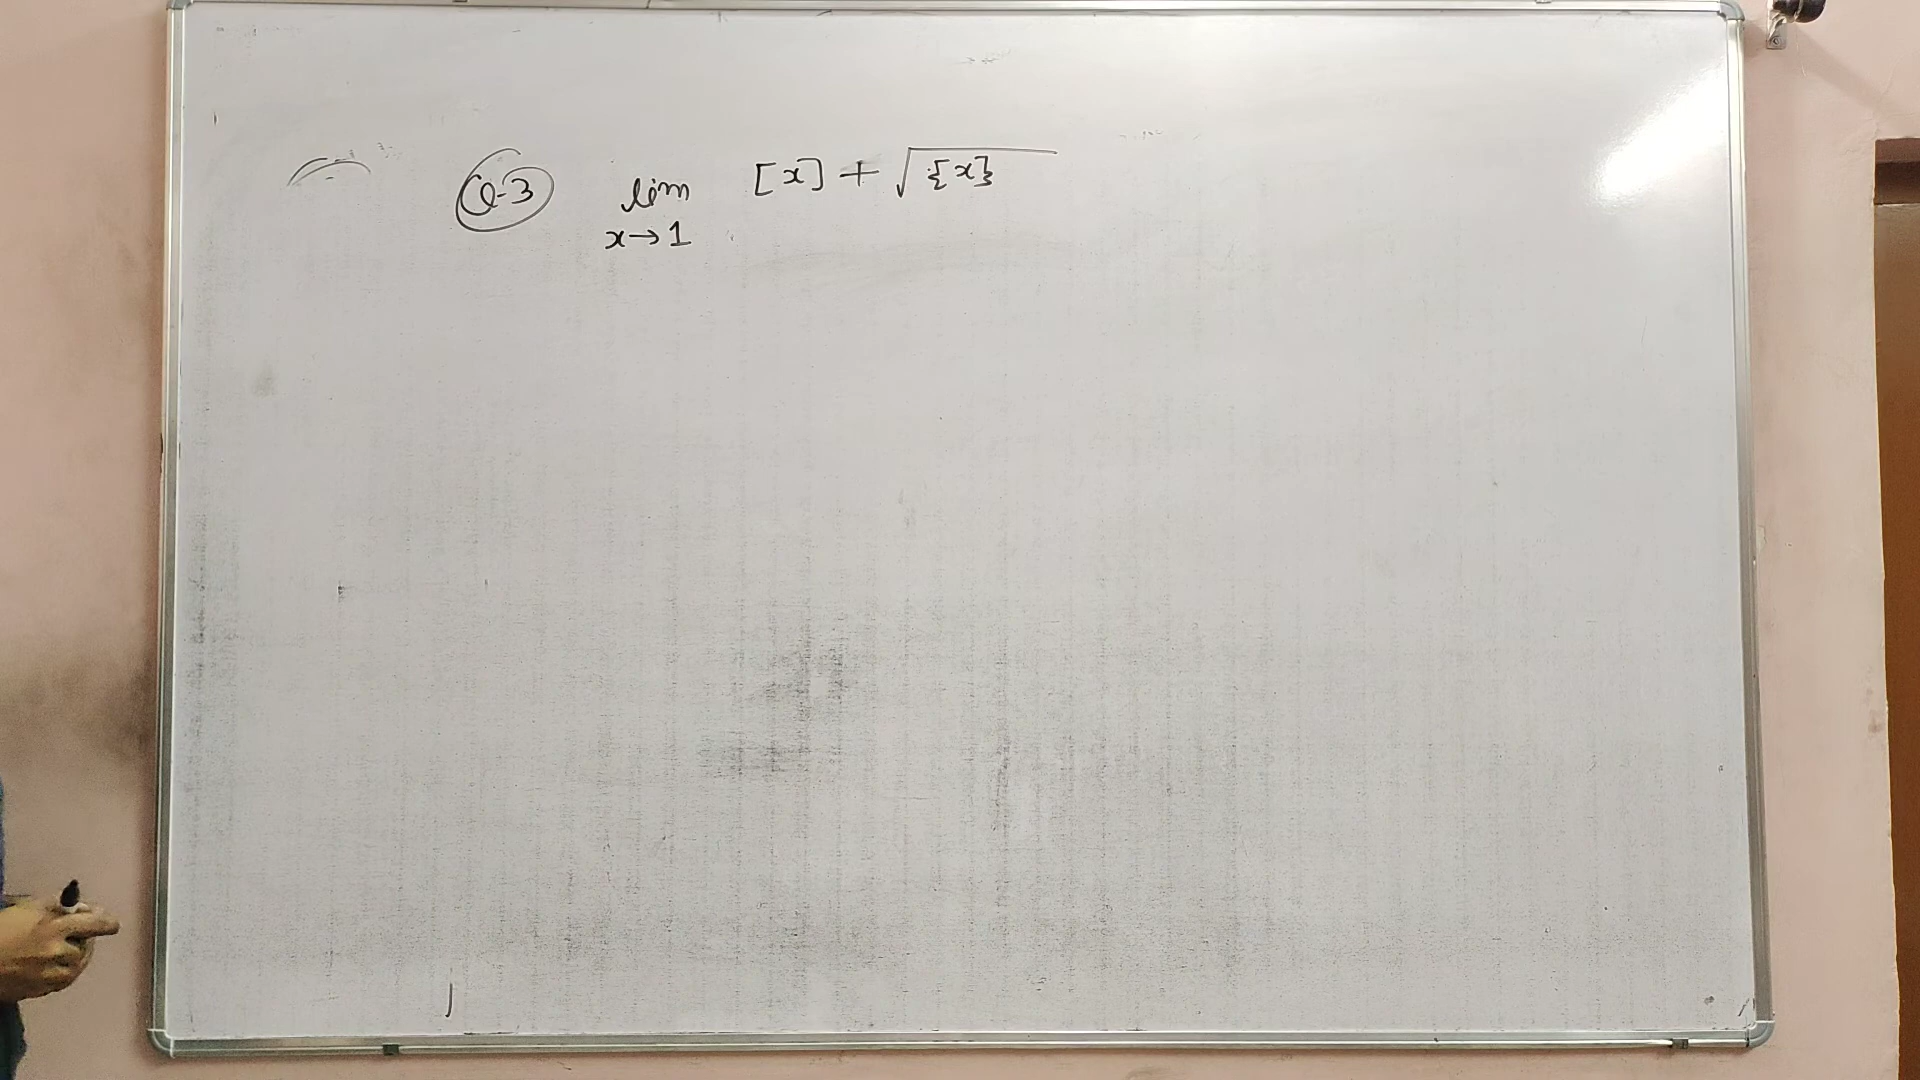 Q-3 lim [x] + √{x}
x→1